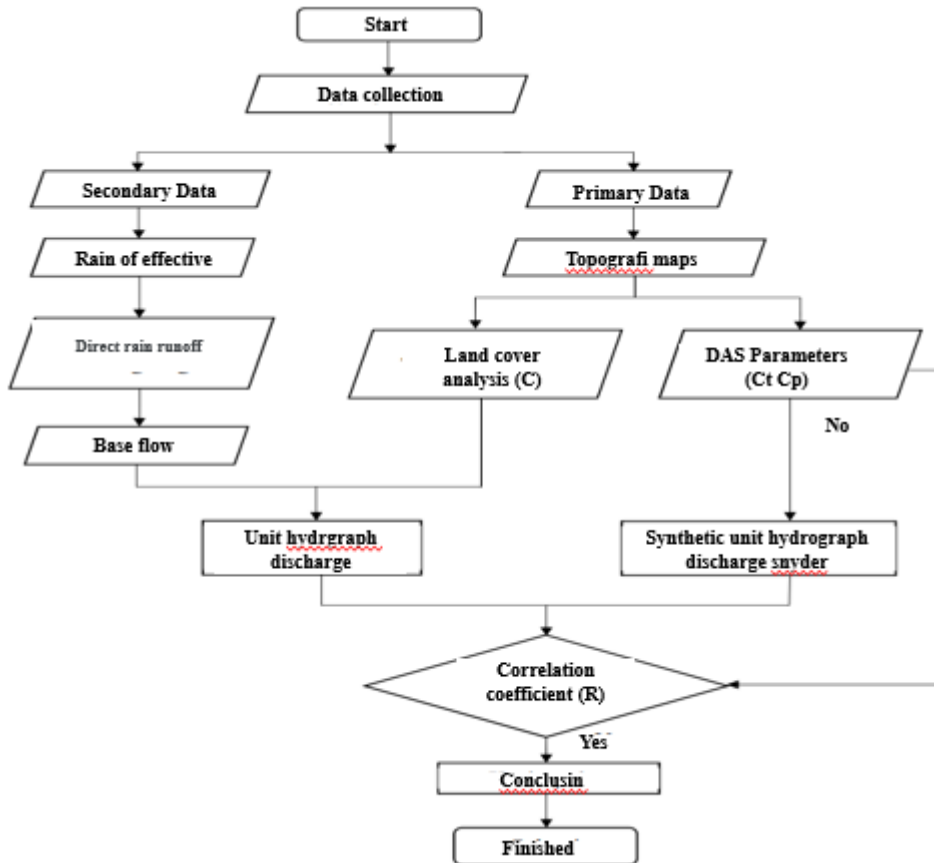 Start
Data collection
Secondary Data
Primary Data
Rain of effective
Topografi maps
Direct rain runoff
Land cover
analysis (C)
DAS Parameters
(Ct Cp)
No
Base flow
Unit hydrgraph
discharge
Synthetic unit hydrograph
discharge snyder
Correlation
coefficient (R)
Yes
Conclusin
Finished